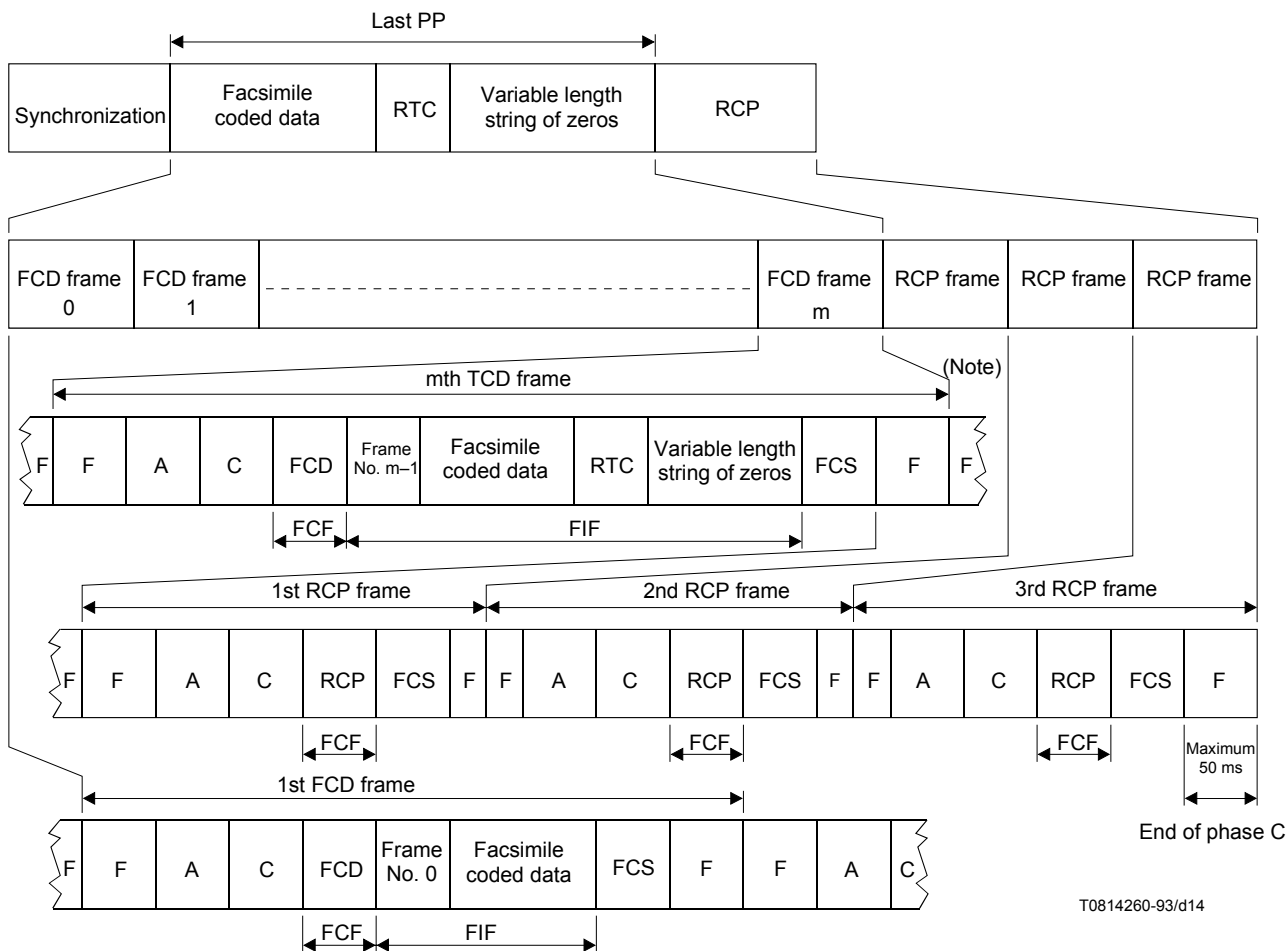 Last PP
Synchronization
Facsimile
coded data
RTC
Variable length
string of zeros
RCP
FCD frame
0
FCD frame
1
FCD frame
m
RCP frame
RCP frame
RCP frame
(Note)
mth TCD frame
F
F
A
C
FCD
Frame
No. m–1
Facsimile
coded data
RTC
Variable length
string of zeros
FCS
F
F
FCF
FIF
1st RCP frame
2nd RCP frame
3rd RCP frame
F
F
A
C
RCP
FCS
F
F
A
C
RCP
FCS
F
F
A
C
RCP
FCS
F
FCF
FCF
FCF
Maximum
50 ms
End of phase C
1st FCD frame
F
F
A
C
FCD
Frame
No. 0
Facsimile
coded data
FCS
F
F
A
C
FCF
FIF
T0814260-93/d14